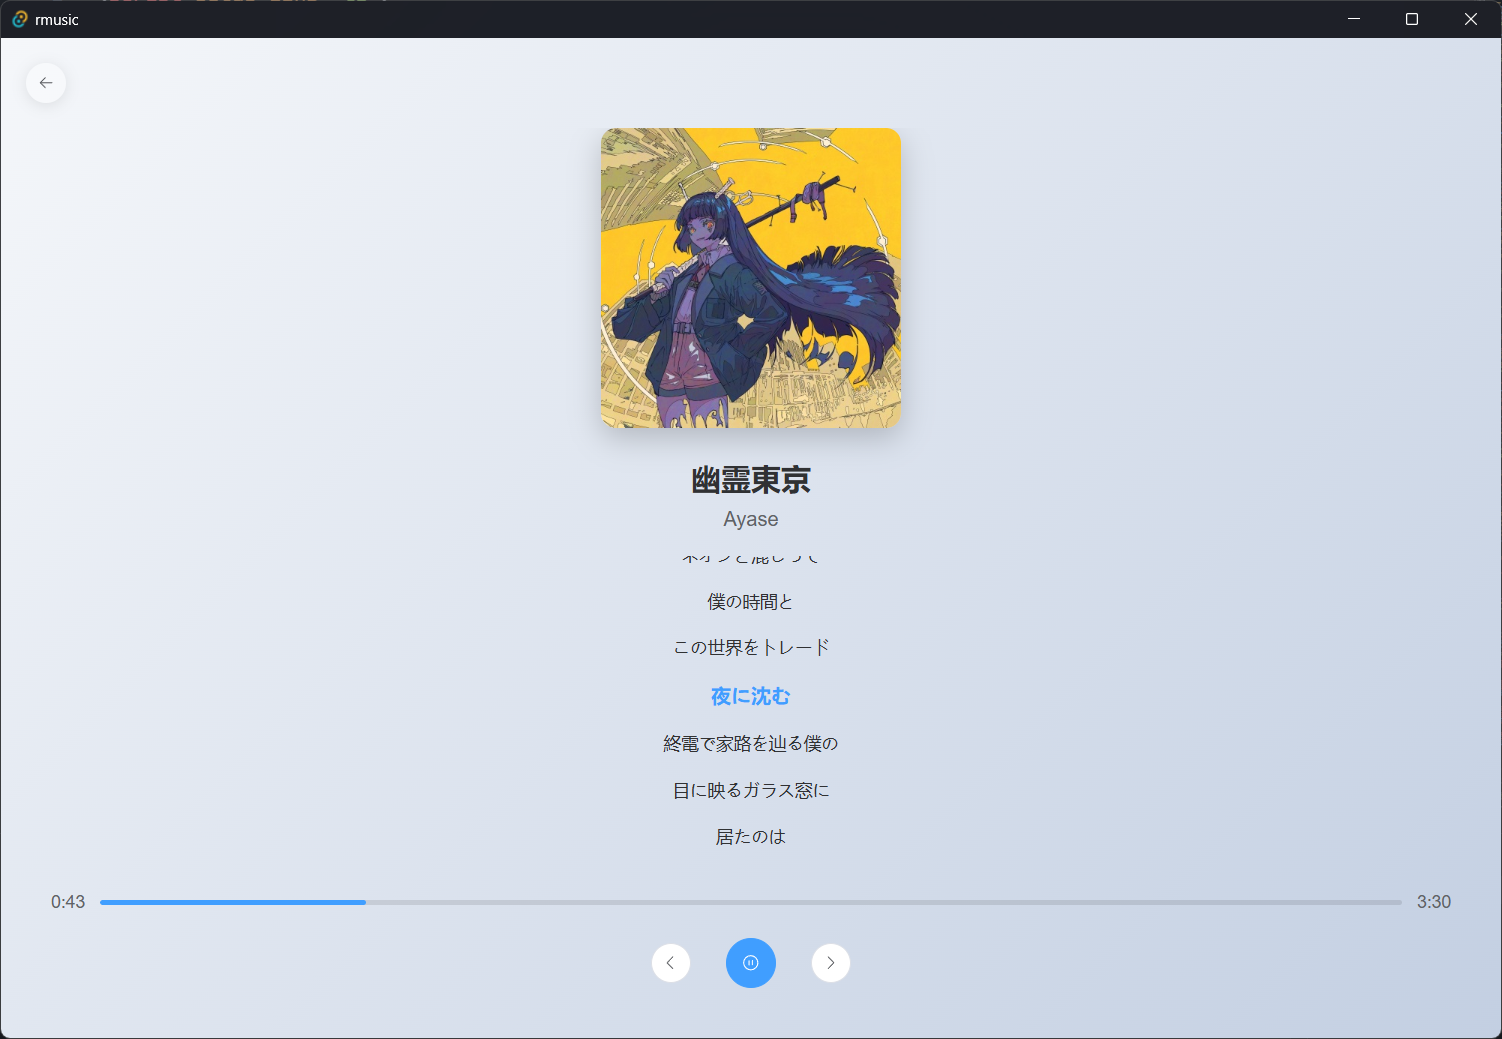 rmusic
幽霊東京
Ayase
僕の時間と
この世界をトレード
夜に沈む
終電で家路を辿る僕の
目に映るガラス窓に
居たのは
0:43
3:30